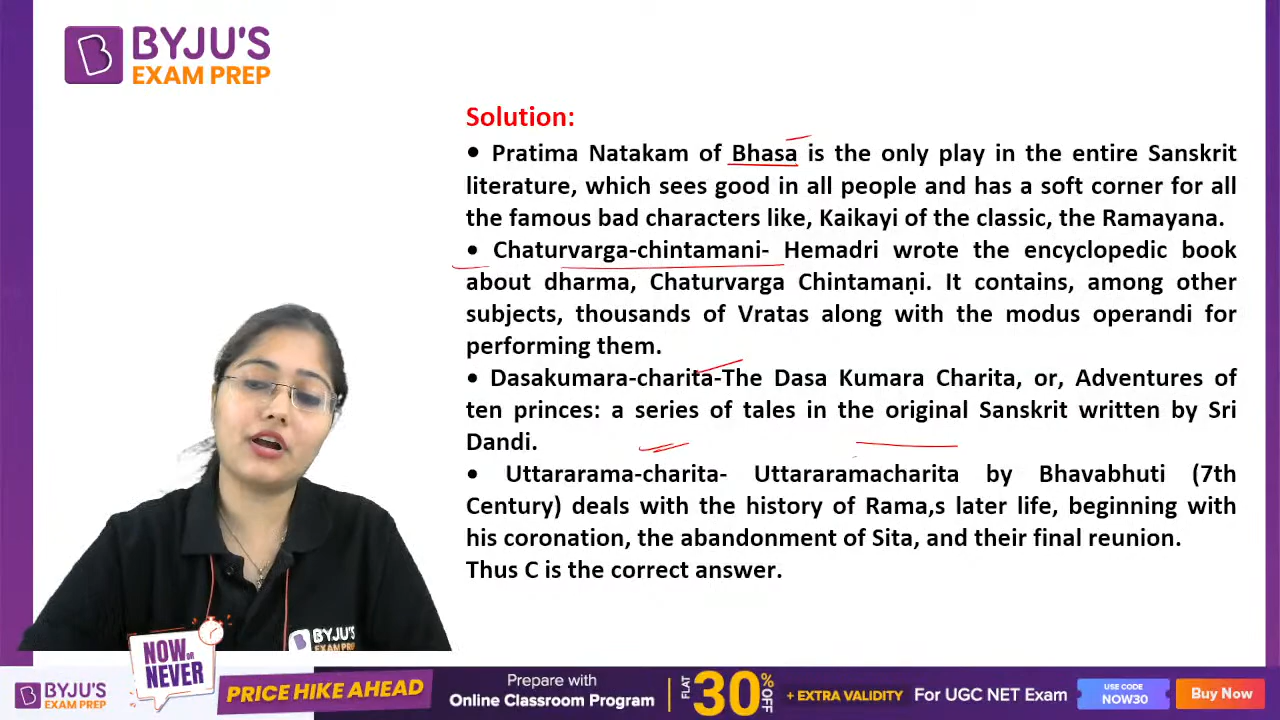 BYJU'S
EXAM PREP
Solution:
• Pratima Natakam of Bhasa is the only play in the entire Sanskrit
literature, which sees good in all people and has a soft corner for all
the famous bad characters like, Kaikayi of the classic, the Ramayana.
• Chaturvarga-chintamani- Hemadri wrote the encyclopedic book
about dharma, Chaturvarga Chintamaṇi. It contains, among other
subjects, thousands of Vratas along with the modus operandi for
performing them.
• Dasakumara-charita-The Dasa Kumara Charita, or, Adventures of
ten princes: a series of tales in the original Sanskrit written by Sri
Dandi.
• Uttararama-charita- Uttararamacharita by Bhavabhuti (7th
Century) deals with the history of Rama,s later life, beginning with
his coronation, the abandonment of Sita, and their final reunion.
Thus C is the correct answer.
BYJU'S
EXAM PREP
BYJU'S
EXAM PREP
NOW OR
NEVER
PRICE HIKE AHEAD
Prepare with
Online Classroom Program
FLAT 30% OFF
+ EXTRA VALIDITY
For UGC NET Exam
USE CODE
NOW30
Buy Now